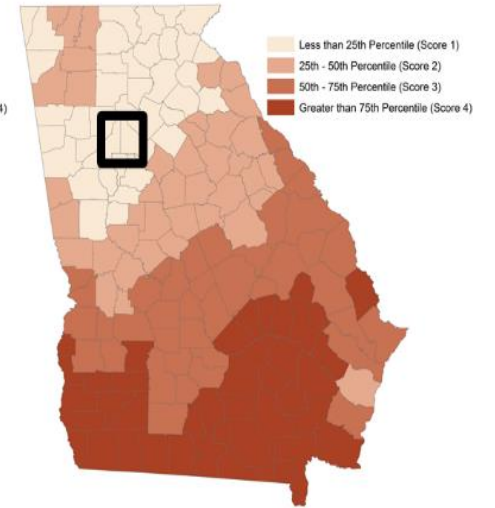 Less than 25th Percentile (Score 1)
25th - 50th Percentile (Score 2)
50th - 75th Percentile (Score 3)
Greater than 75th Percentile (Score 4)
4)